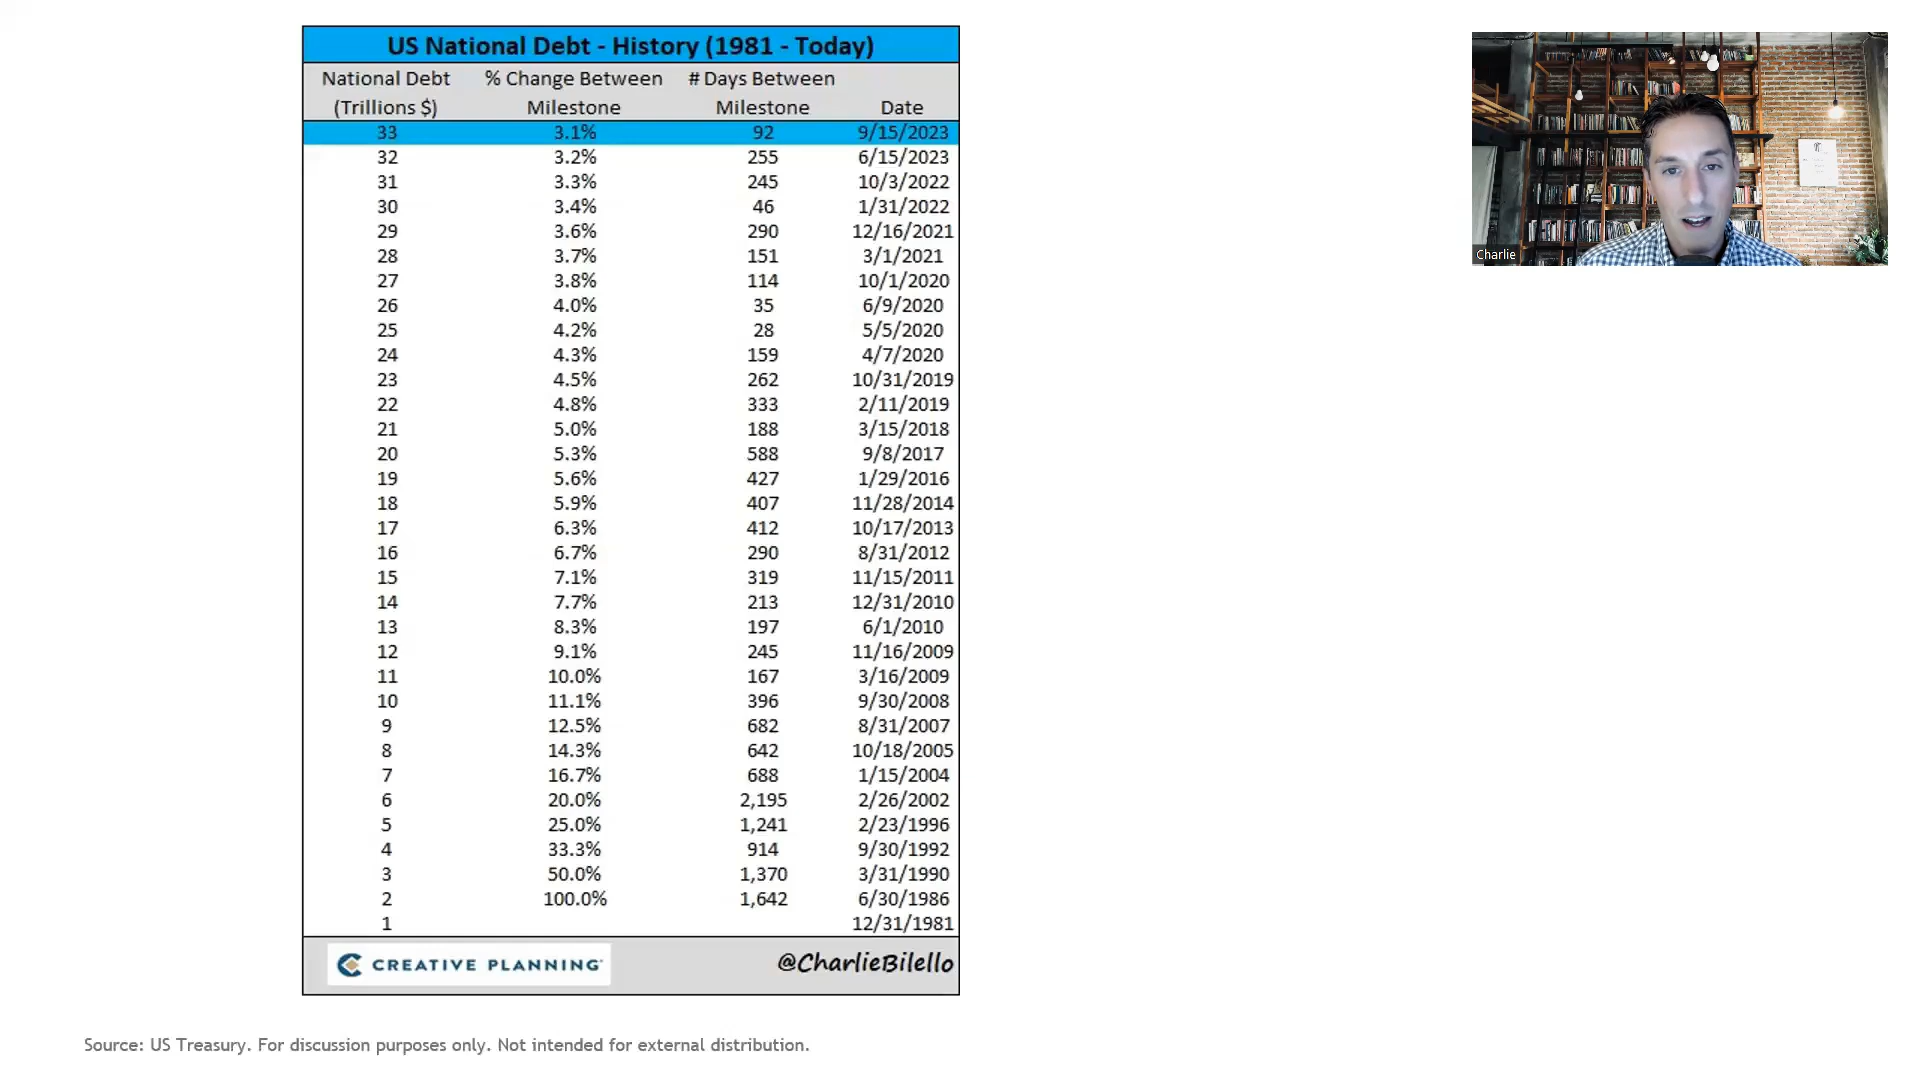 US National Debt - History (1981 - Today)
National Debt % Change Between # Days Between
(Trillions $) Milestone Milestone Date
33 3.1% 92 9/15/2023
32 3.2% 255 6/15/2023
31 3.3% 245 10/3/2022
30 3.4% 46 1/31/2022
29 3.6% 290 12/16/2021
28 3.7% 151 3/1/2021
27 3.8% 114 10/1/2020
26 4.0% 35 6/9/2020
25 4.2% 28 5/5/2020
24 4.3% 159 4/7/2020
23 4.5% 262 10/31/2019
22 4.8% 333 2/11/2019
21 5.0% 188 3/15/2018
20 5.3% 588 9/8/2017
19 5.6% 427 1/29/2016
18 5.9% 407 11/28/2014
17 6.3% 412 10/17/2013
16 6.7% 290 8/31/2012
15 7.1% 319 11/15/2011
14 7.7% 213 12/31/2010
13 8.3% 197 6/1/2010
12 9.1% 245 11/16/2009
11 10.0% 167 3/16/2009
10 11.1% 396 9/30/2008
9 12.5% 682 8/31/2007
8 14.3% 642 10/18/2005
7 16.7% 688 1/15/2004
6 20.0% 2,195 2/26/2002
5 25.0% 1,241 2/23/1996
4 33.3% 914 9/30/1992
3 50.0% 1,370 3/31/1990
2 100.0% 1,642 6/30/1986
1 12/31/1981
CREATIVE PLANNING @CharlieBilello
Source: US Treasury. For discussion purposes only. Not intended for external distribution.
Charlie